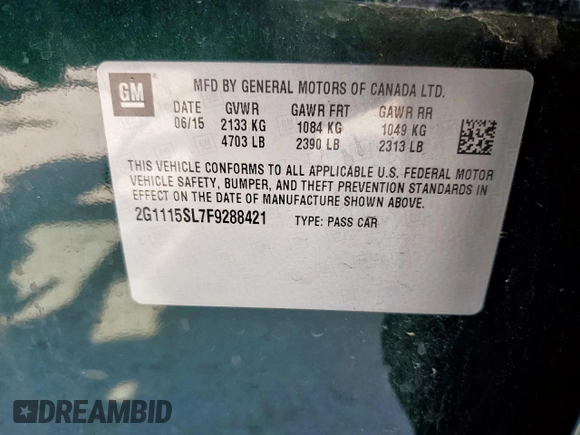 GM
MFD BY GENERAL MOTORS OF CANADA LTD.
DATE GVWR GAWR FRT GAWR RR
06/15 2133 KG 1084 KG 1049 KG
4703 LB 2390 LB 2313 LB
THIS VEHICLE CONFORMS TO ALL APPLICABLE U.S. FEDERAL MOTOR
VEHICLE SAFETY, BUMPER, AND THEFT PREVENTION STANDARDS IN
EFFECT ON THE DATE OF MANUFACTURE SHOWN ABOVE.
2G1115SL7F9288421 TYPE: PASS CAR
DREAMBID